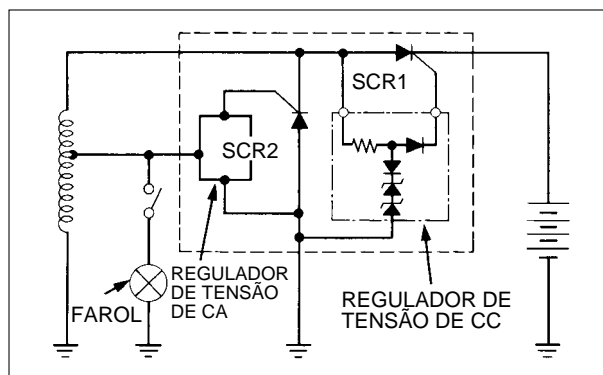 SCR1
SCR2
FAROL
REGULADOR
DE TENSÃO
DE CA
REGULADOR DE
TENSÃO DE CC